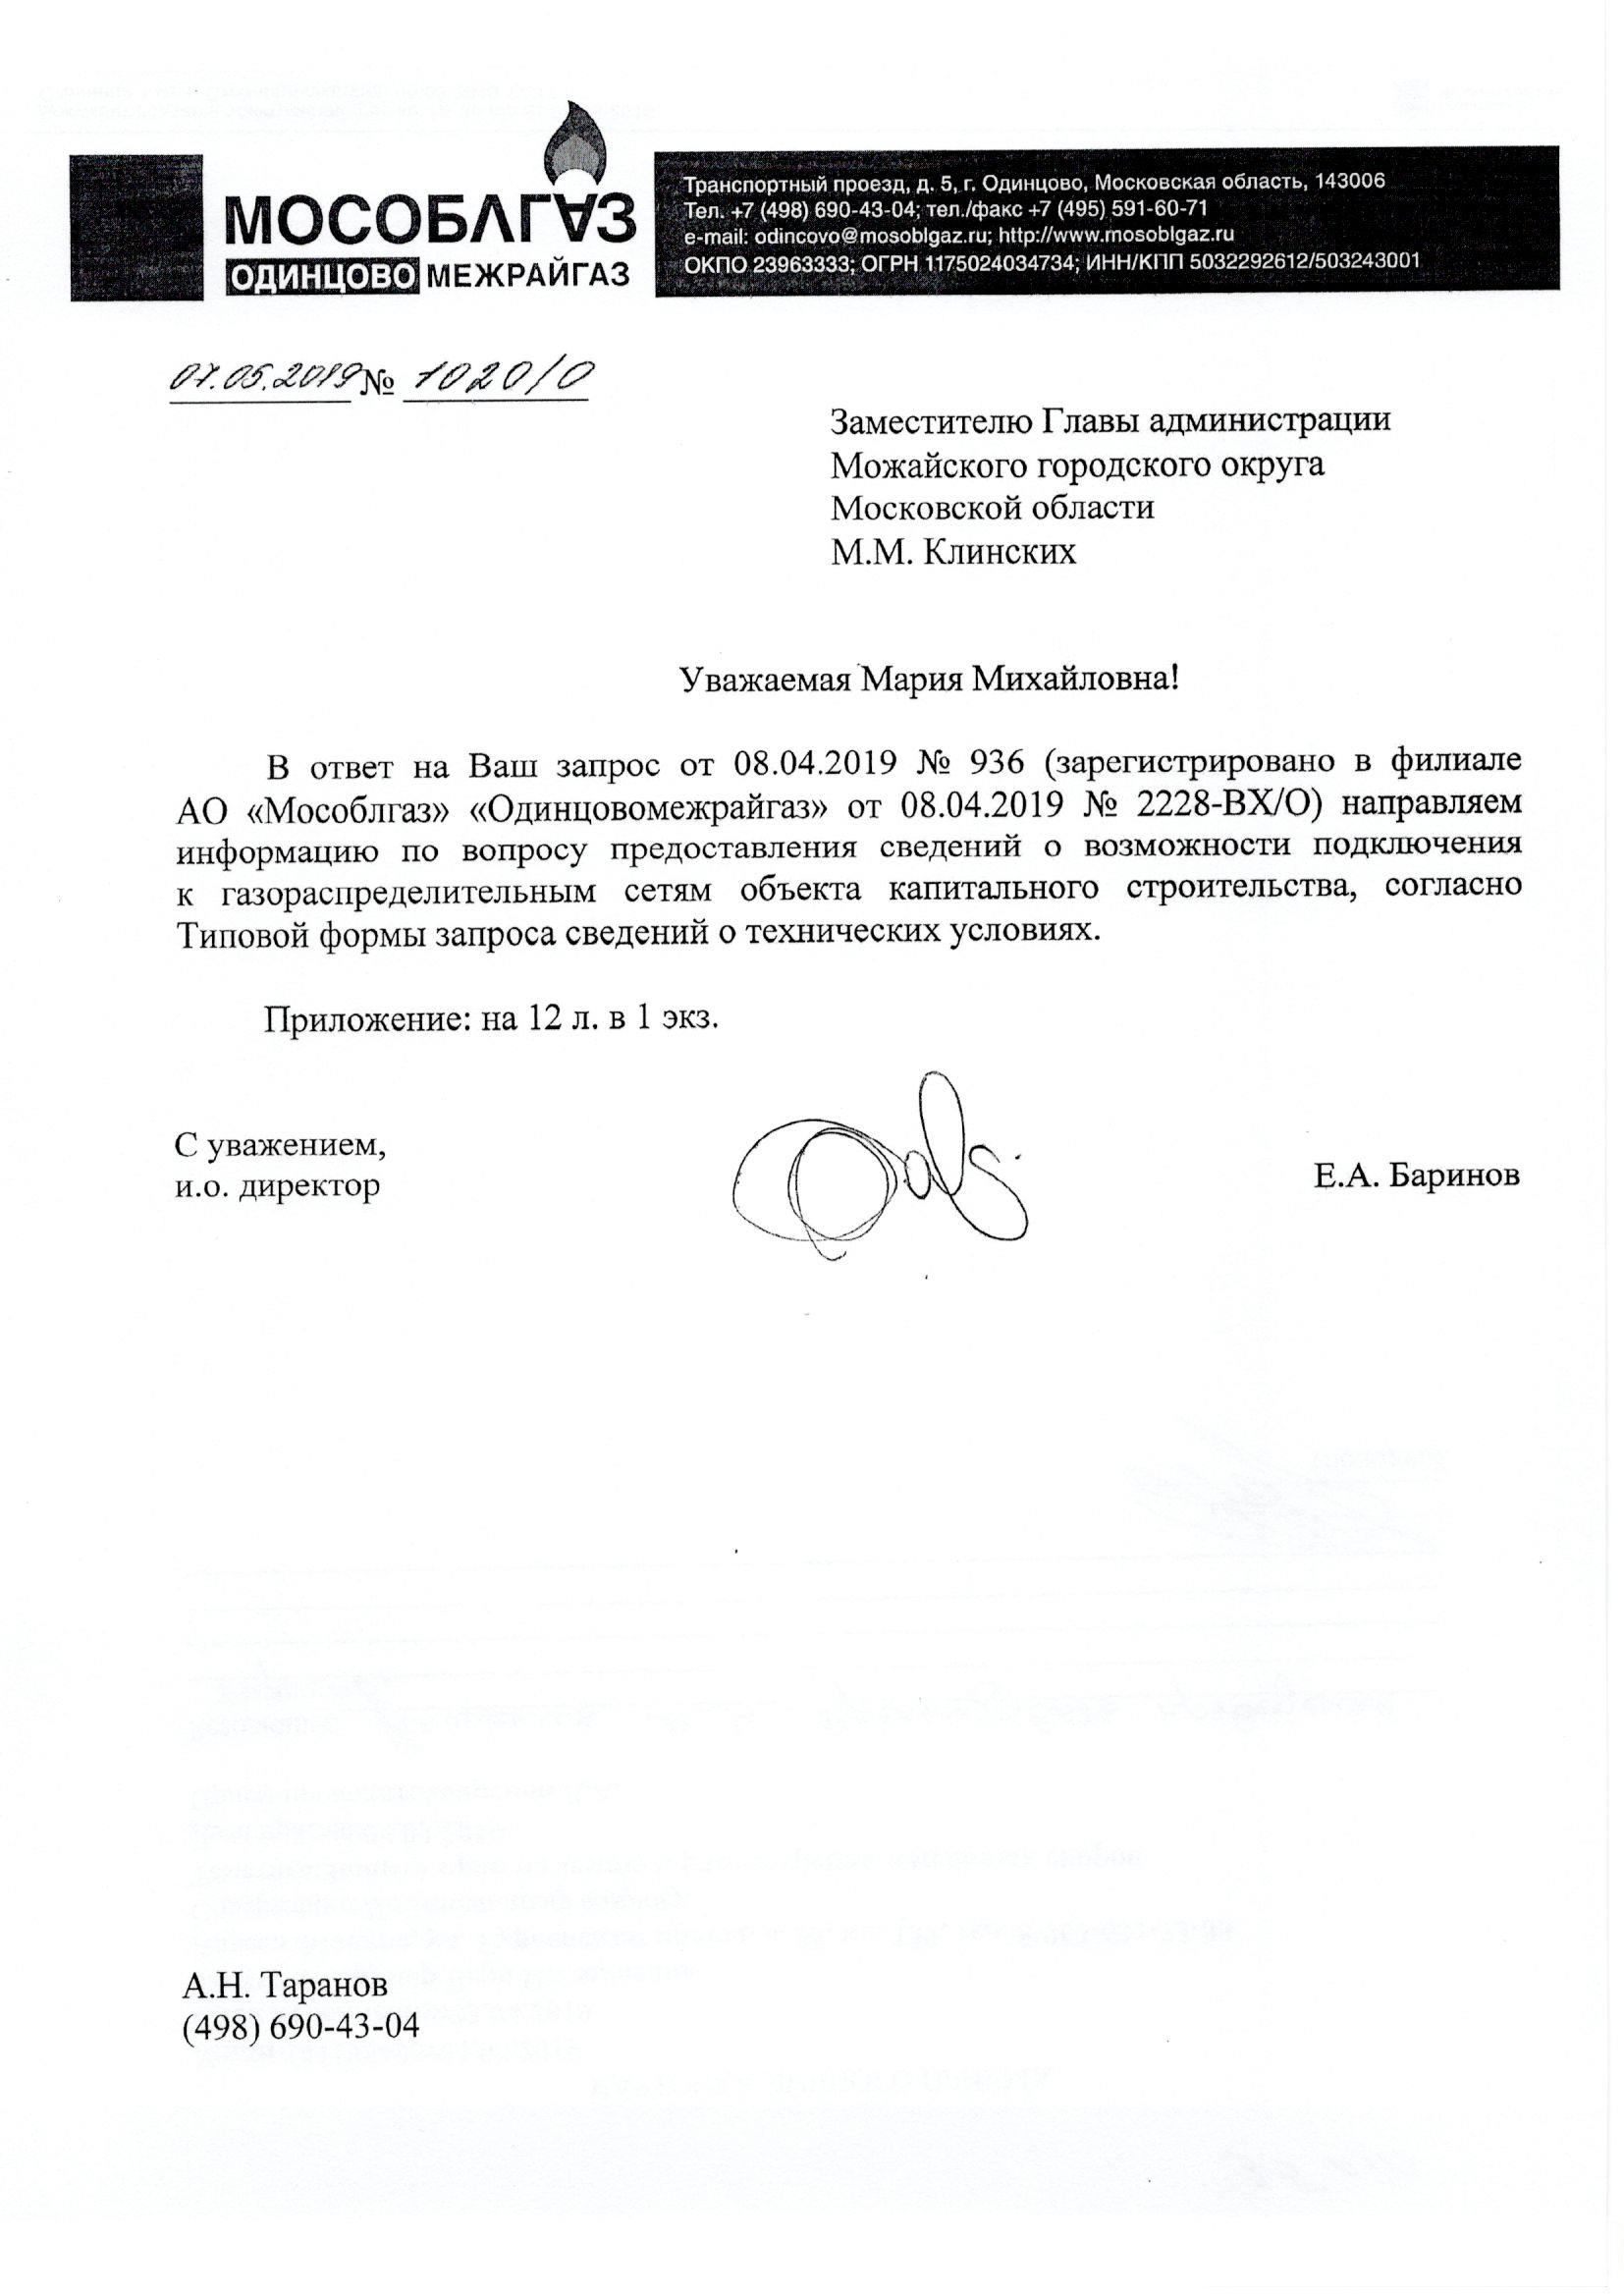 МОСОБЛГАЗ
ОДИНЦОВО МЕЖРАЙГАЗ
Транспортный проезд, д. 5, г. Одинцово, Московская область, 143006
Тел. +7 (498) 690-43-04; тел./факс +7 (495) 591-60-71
e-mail: odincovo@mosoblgaz.ru; http://www.mosoblgaz.ru
ОКПО 23963333; ОГРН 1175024034734; ИНН/КПП 5032292612/503243001
07.05.2019 № 1020/О
Заместителю Главы администрации
Можайского городского округа
Московской области
М.М. Клинских
Уважаемая Мария Михайловна!
В ответ на Ваш запрос от 08.04.2019 № 936 (зарегистрировано в филиале
АО «Мособлгаз» «Одинцовомежрайгаз» от 08.04.2019 № 2228-ВХ/О) направляем
информацию по вопросу предоставления сведений о возможности подключения
к газораспределительным сетям объекта капитального строительства, согласно
Типовой формы запроса сведений о технических условиях.
Приложение: на 12 л. в 1 экз.
С уважением,
и.о. директор
Е.А. Баринов
А.Н. Таранов
(498) 690-43-04